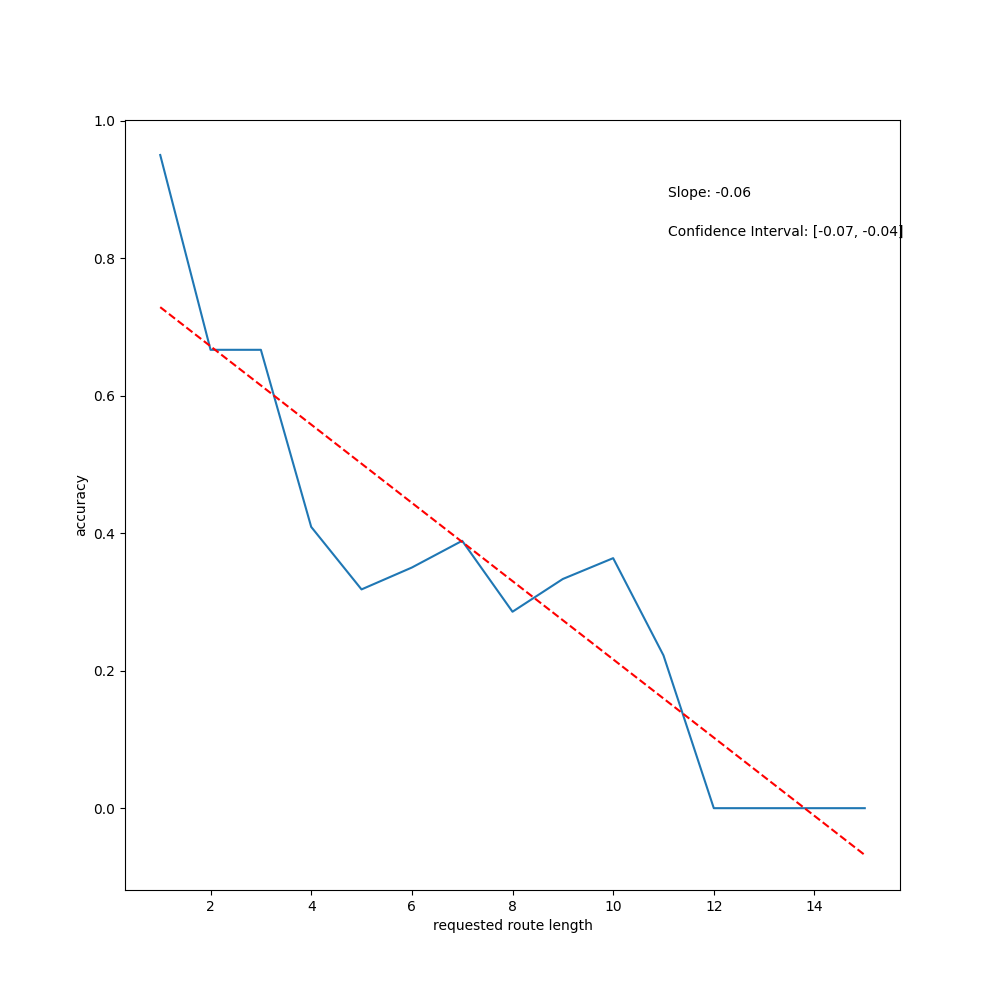 1.0
Slope: -0.06
Confidence Interval: [-0.07, -0.04]
0.8
0.6
accuracy
0.4
0.2
0.0
2 4 6 8 10 12 14
requested route length